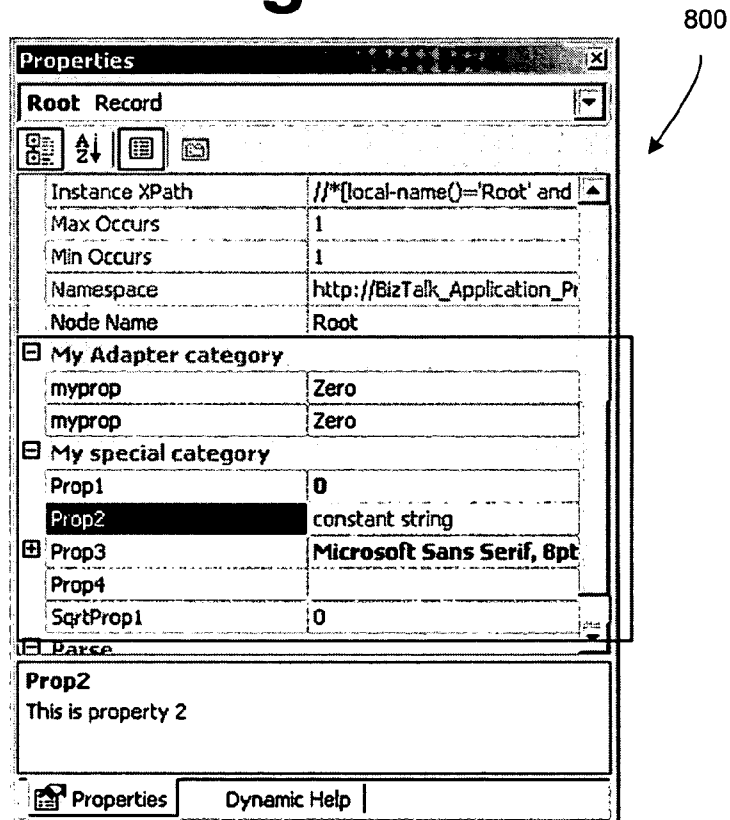 800
Properties
Root Record
Instance XPath //*[local-name()='Root' and
Max Occurs 1
Min Occurs 1
Namespace http://BizTalk_Application_Pr
Node Name Root
My Adapter category
myprop Zero
myprop Zero
My special category
Prop1 0
Prop2 constant string
Prop3 Microsoft Sans Serif, 8pt
Prop4
SqrtProp1 0
Parse
Prop2
This is property 2
Properties Dynamic Help